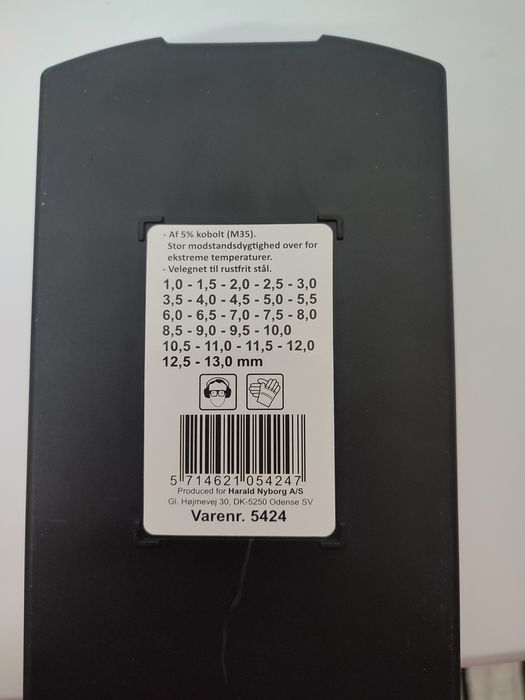 - Af 5% kobolt (M35).
Stor modstandsdygtighed over for
ekstreme temperaturer.
- Velegnet til rustfrit stål.
1,0 - 1,5 - 2,0 - 2,5 - 3,0
3,5 - 4,0 - 4,5 - 5,0 - 5,5
6,0 - 6,5 - 7,0 - 7,5 - 8,0
8,5 - 9,0 - 9,5 - 10,0
10,5 - 11,0 - 11,5 - 12,0
12,5 - 13,0 mm
5 714621 054247
Produced for Harald Nyborg A/S
Gl. Højmevej 30, DK-5250 Odense SV
Varenr. 5424